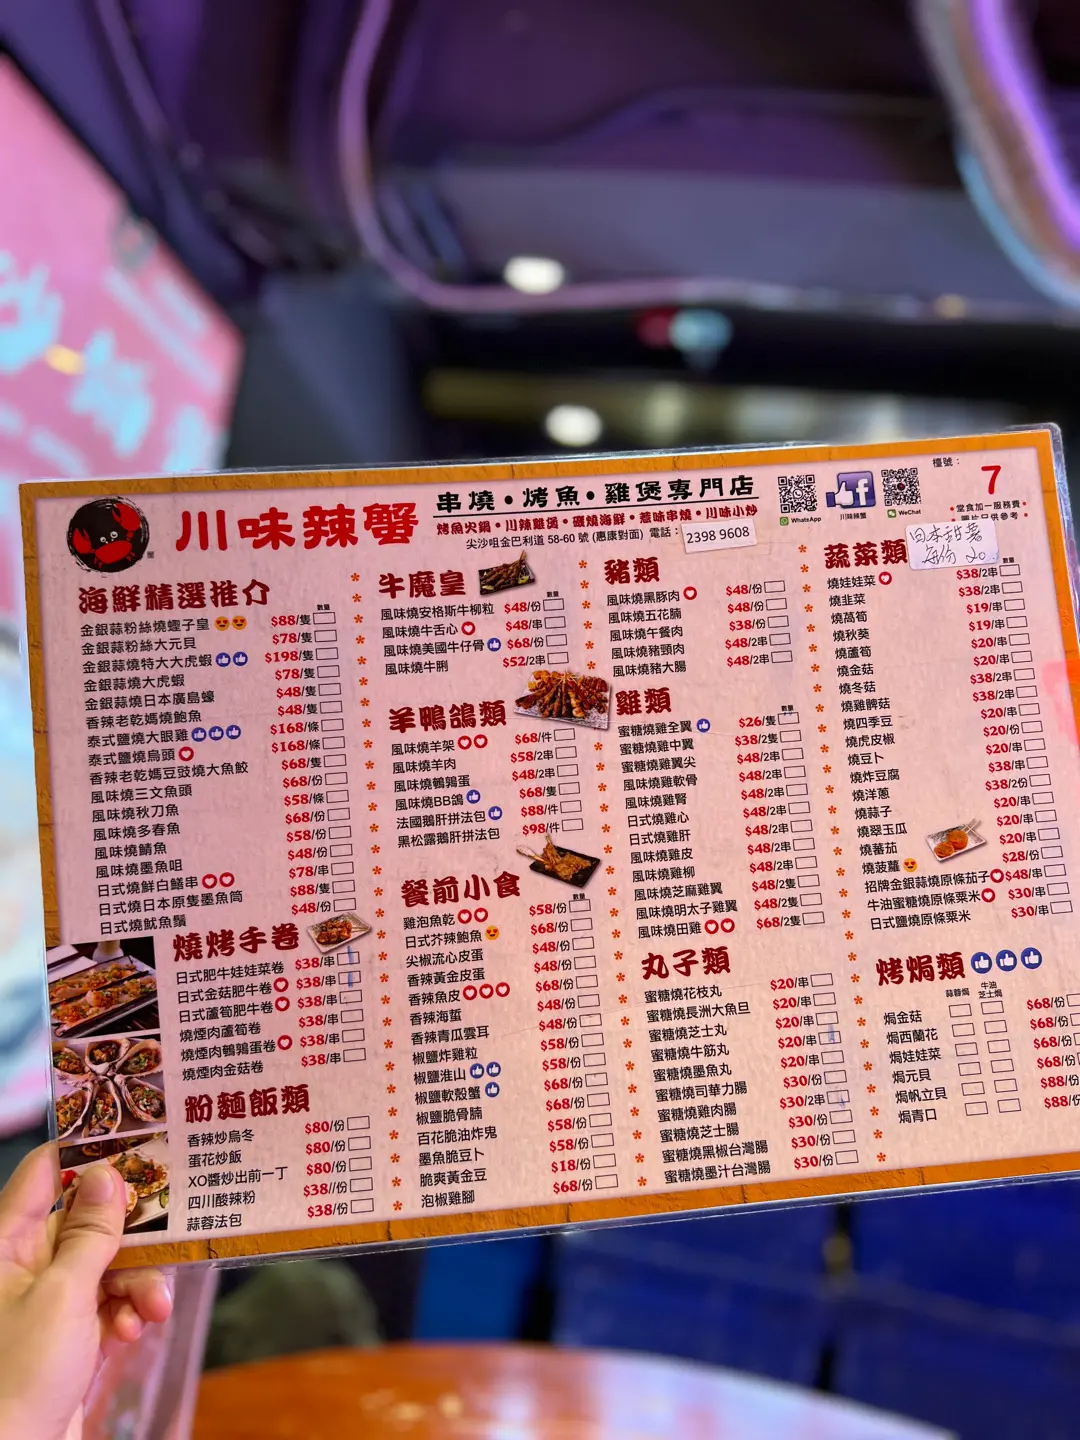 川味辣蟹
串燒・烤魚・雞煲專門店
烤魚火鍋・川辣雞煲・礒燒海鮮・惹味串燒・川味小炒
尖沙咀金巴利道 58-60 號 (惠康對面) 電話：2398 9608
WhatsApp
川味辣蟹
WeChat
檯號：
7
堂食加一服務費
圖片只供參考
日本甜薯
每份 20
海鮮精選推介
數量
金銀蒜粉絲燒蟶子皇 $88/隻
金銀蒜粉絲大元貝 $78/隻
金銀蒜燒特大大虎蝦 $198/隻
金銀蒜燒大虎蝦 $78/隻
金銀蒜燒日本廣島蠔 $48/隻
香辣老乾媽燒鮑魚 $48/隻
泰式鹽燒大眼雞 $168/條
泰式鹽燒烏頭 $168/條
香辣老乾媽豆豉燒大魚鮫 $68/隻
風味燒三文魚頭 $68/份
風味燒秋刀魚 $58/條
風味燒多春魚 $68/份
風味燒鯖魚 $58/份
風味燒墨魚咀 $48/份
日式燒鮮白鱔串 $78/串
日式燒日本原隻墨魚筒 $88/隻
日式燒魷魚鬚 $48/份
燒烤手卷
日式肥牛娃娃菜卷 $38/串
日式金菇肥牛卷 $38/串
日式蘆筍肥牛卷 $38/串
燒煙肉蘆筍卷 $38/串
燒煙肉鵪鶉蛋卷 $38/串
燒煙肉金菇卷 $38/串
粉麵飯類
香辣炒烏冬 $80/份
蛋花炒飯 $80/份
XO醬炒出前一丁 $80/份
四川酸辣粉 $38//份
蒜蓉法包 $38/份
牛魔皇
數量
風味燒安格斯牛柳粒 $48/份
風味燒牛舌心 $48/串
風味燒美國牛仔骨 $68/份
風味燒牛脷 $52/2串
羊鴨鴿類
風味燒羊架 $68/件
風味燒羊肉 $58/2串
風味燒鵪鶉蛋 $48/2串
風味燒BB鴿 $68/隻
法國鵝肝拼法包 $88/件
黑松露鵝肝拼法包 $98/件
餐前小食
數量
雞泡魚乾 $58/份
日式芥辣鮑魚 $68/份
尖椒流心皮蛋 $48/份
香辣黃金皮蛋 $48/份
香辣魚皮 $68/份
香辣海蜇 $48/份
香辣青瓜雲耳 $48/份
椒鹽炸雞粒 $58/份
椒鹽淮山 $58/份
椒鹽軟殼蟹 $68/份
椒鹽脆骨腩 $68/份
百花脆油炸鬼 $58/份
墨魚脆豆卜 $58/份
脆爽黃金豆 $18/份
泡椒雞腳 $68/份
豬類
風味燒黑豚肉 $48/份
風味燒五花腩 $48/份
風味燒午餐肉 $38/份
風味燒豬頸肉 $48/2串
風味燒豬大腸 $48/2串
雞類
數量
蜜糖燒雞全翼 $26/隻
蜜糖燒雞中翼 $38/2隻
蜜糖燒雞翼尖 $48/2串
風味燒雞軟骨 $48/2串
風味燒雞腎 $48/2串
日式燒雞心 $48/2串
日式燒雞肝 $48/2串
風味燒雞皮 $48/2串
風味燒雞柳 $48/2串
風味燒芝麻雞翼 $48/2隻
風味燒明太子雞翼 $48/2隻
風味燒田雞 $68/2隻
丸子類
蜜糖燒花枝丸 $20/串
蜜糖燒長洲大魚旦 $20/串
蜜糖燒芝士丸 $20/串
蜜糖燒牛筋丸 $20/串
蜜糖燒墨魚丸 $20/串
蜜糖燒司華力腸 $30/份
蜜糖燒雞肉腸 $30/2串
蜜糖燒芝士腸 $30/份
蜜糖燒黑椒台灣腸 $30/份
蜜糖燒墨汁台灣腸 $30/份
蔬菜類
燒娃娃菜 $38/2串
燒韭菜 $38/2串
燒萵筍 $19/串
燒秋葵 $19/串
燒蘆筍 $20/串
燒金菇 $20/串
燒冬菇 $38/2串
燒雞髀菇 $38/2串
燒四季豆 $20/串
燒虎皮椒 $20/份
燒豆卜 $20/串
燒炸豆腐 $38/串
燒洋蔥 $38/2份
燒蒜子 $20/串
燒翠玉瓜 $20/串
燒蕃茄 $20/串
燒菠蘿 $28/份
招牌金銀蒜燒原條茄子 $48/串
牛油蜜糖燒原條粟米 $30/串
日式鹽燒原條粟米 $30/串
烤焗類
蒜蓉焗
牛油
芝士焗
焗金菇 $68/份
焗西蘭花 $68/份
焗娃娃菜 $68/
焗元貝 $68/
焗帆立貝 $88/份
焗青口 $88/份